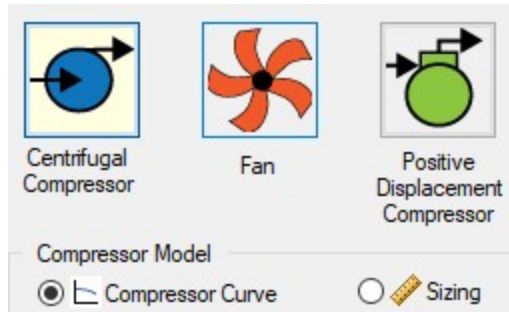 Centrifugal
Compressor
Fan
Positive
Displacement
Compressor
Compressor Model
Compressor Curve
Sizing